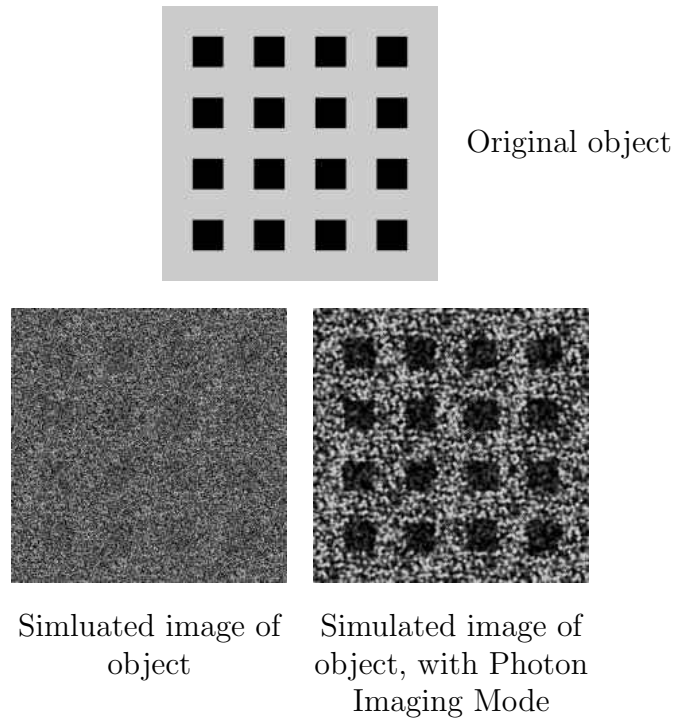 Original object
Simluated image of
object
Simulated image of
object, with Photon
Imaging Mode